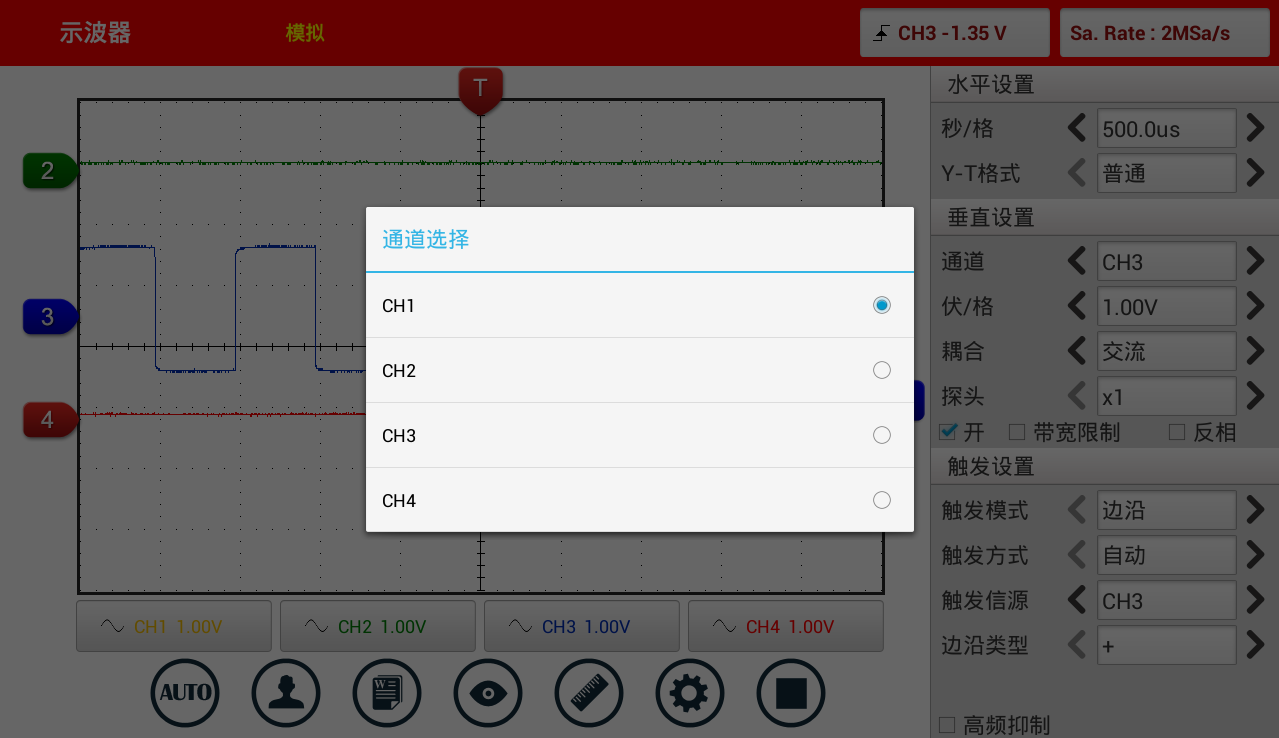 示波器
模拟
CH3 -1.35 V
Sa. Rate : 2MSa/s
T
2
3
4
通道选择
CH1
CH2
CH3
CH4
水平设置
秒/格 500.0us
Y-T格式 普通
垂直设置
通道 CH3
伏/格 1.00V
耦合 交流
探头 x1
开 带宽限制 反相
触发设置
触发模式 边沿
触发方式 自动
触发信源 CH3
边沿类型 +
高频抑制
CH1 1.00V
CH2 1.00V
CH3 1.00V
CH4 1.00V
AUTO
W